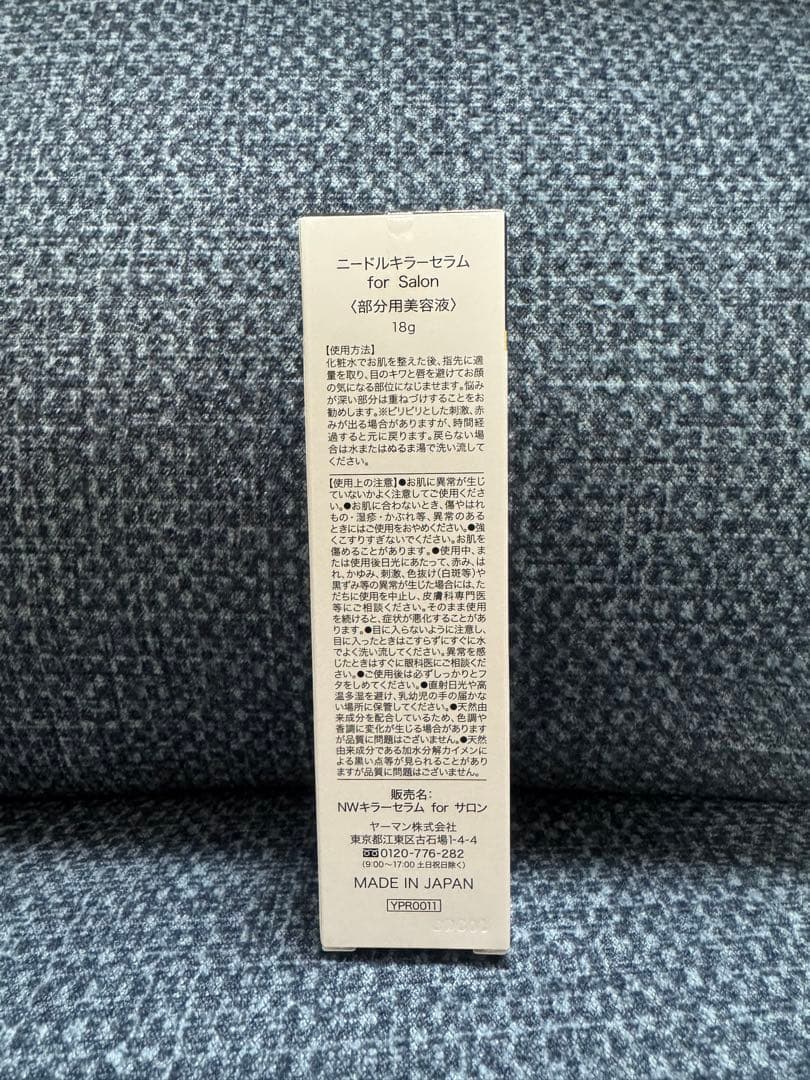 ニードルキラーセラム
for Salon
〈部分用美容液〉
18g
【使用方法】
化粧水でお肌を整えた後、指先に適
量を取り、目のキワと唇を避けてお顔
の気になる部位になじませます。悩み
が深い部分は重ねづけすることをお
勧めします。※ピリピリとした刺激、赤
みが出る場合がありますが、時間経
過すると元に戻ります。戻らない場
合は水またはぬるま湯で洗い流して
ください。
【使用上の注意】●お肌に異常が生じ
ていないかよく注意してご使用くださ
い。●お肌に合わないとき、傷やはれ
もの・湿疹・かぶれ等、異常のある
ときにはご使用をおやめください。●強
くこすりすぎないでください。お肌を
傷めることがあります。●使用中、ま
たは使用後日光にあたって、赤み、は
れ、かゆみ、刺激、色抜け(白斑等)や
黒ずみ等の異常が生じた場合には、た
だちに使用を中止し、皮膚科専門医
等にご相談ください。そのまま使用
を続けると、症状が悪化することがあ
ります。●目に入らないように注意し、
目に入ったときはこすらずにすぐに水
でよく洗い流してください。異常を感
じたときはすぐに眼科医にご相談くだ
さい。●ご使用後は必ずしっかりとフ
タをしめてください。●直射日光や高
温多湿を避け、乳幼児の手の届かな
い場所に保管してください。●天然由
来成分を配合しているため、色調や
香調に変化が生じる場合があります
が品質に問題はございません。●天然
由来成分である加水分解カイメンに
よる黒い点等が見られることがあり
ますが品質に問題はございません。
販売名:
NWキラーセラム for サロン
ヤーマン株式会社
東京都江東区古石場1-4-4
0120-776-282
(9:00〜17:00 土日祝日除く)
MADE IN JAPAN
YPR0011